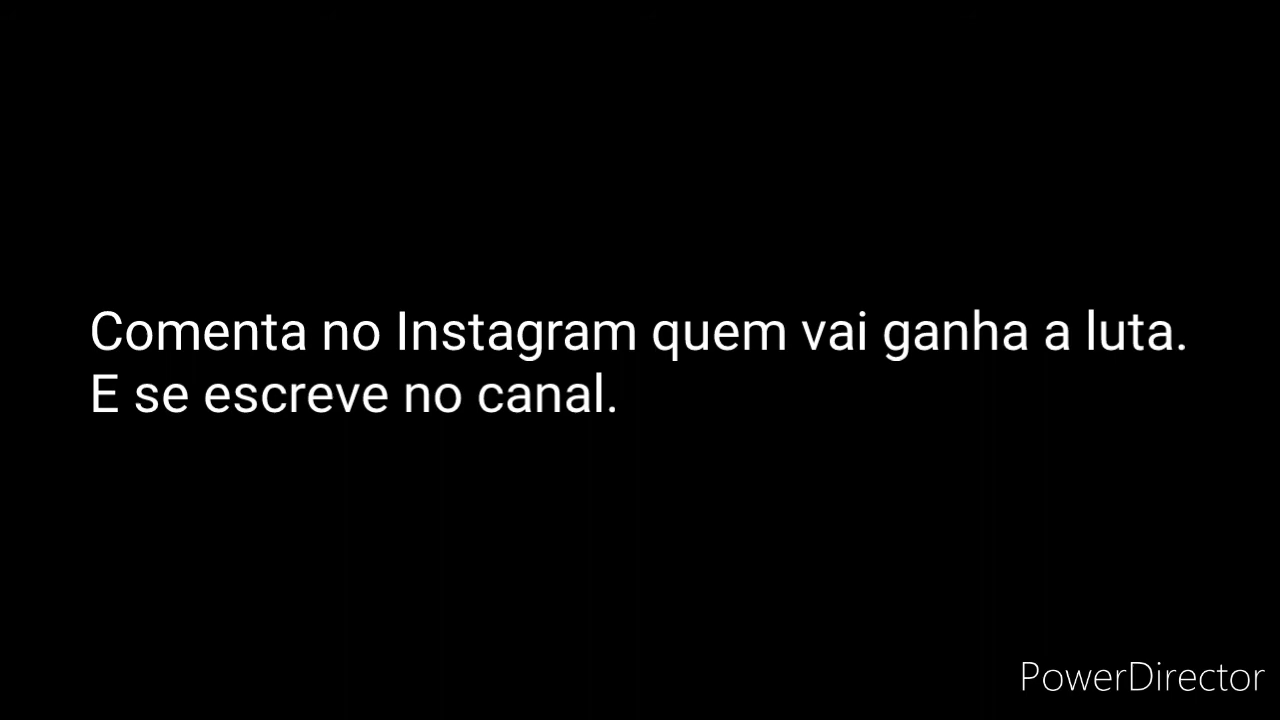 Comenta no Instagram quem vai ganha a luta.
E se escreve no canal.
PowerDirector